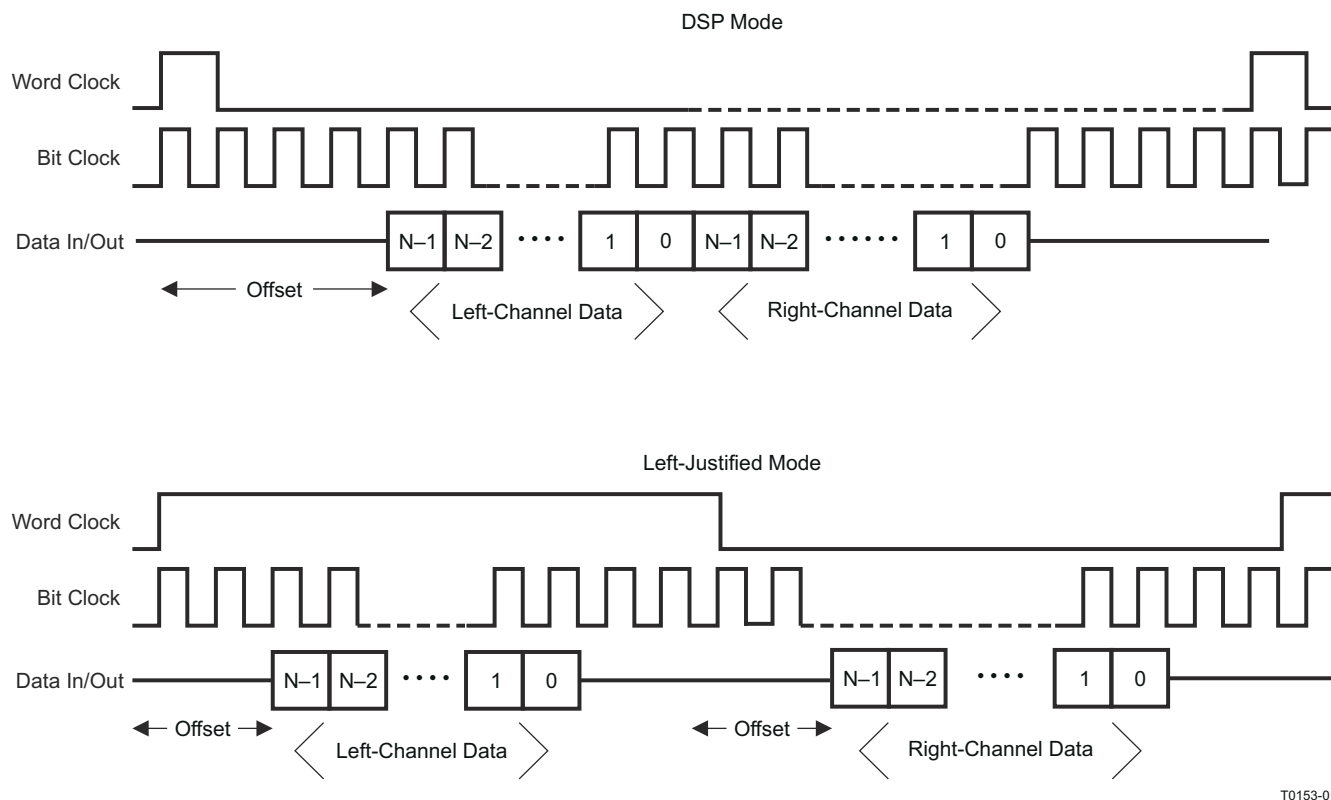 DSP Mode
Word Clock
Bit Clock
Data In/Out
N–1 N–2 •••• 1 0 N–1 N–2 •••••• 1 0
Offset
Left-Channel Data
Right-Channel Data
Left-Justified Mode
Word Clock
Bit Clock
Data In/Out
N–1 N–2 •••• 1 0 N–1 N–2 •••• 1 0
Offset
Left-Channel Data
Offset
Right-Channel Data
T0153-0